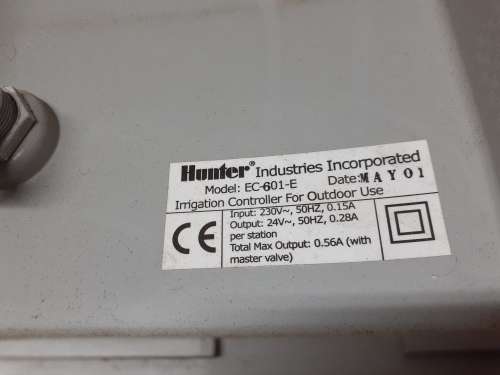 Hunter® Industries Incorporated
Model: EC-601-E Date: MAY 01
Irrigation Controller For Outdoor Use
CE
Input: 230V~, 50HZ, 0.15A
Output: 24V~, 50HZ, 0.28A
per station
Total Max Output: 0.56A (with
master valve)